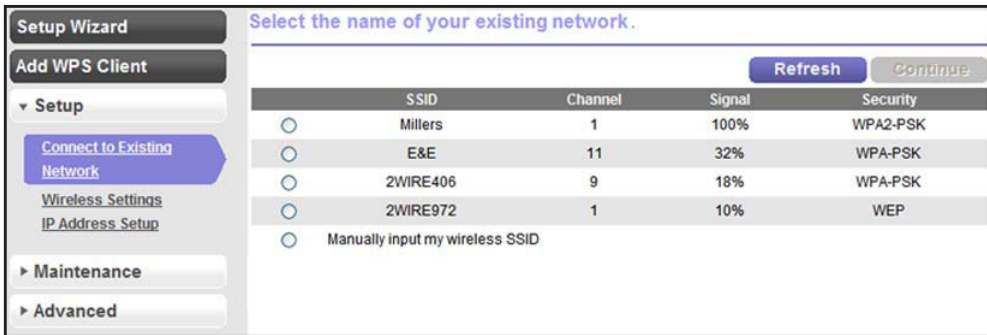 Setup Wizard
Add WPS Client
Setup
Connect to Existing
Network
Wireless Settings
IP Address Setup
Maintenance
Advanced
Select the name of your existing network.
Refresh Continue
SSID Channel Signal Security
Millers 1 100% WPA2-PSK
E&E 11 32% WPA-PSK
2WIRE406 9 18% WPA-PSK
2WIRE972 1 10% WEP
Manually input my wireless SSID